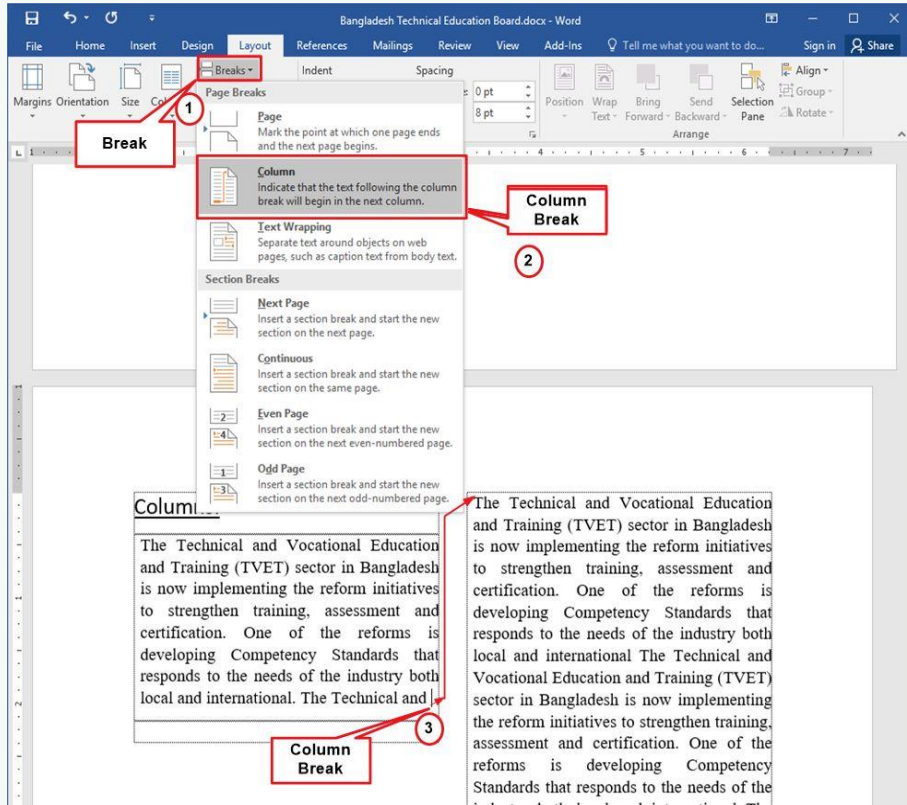 Bangladesh Technical Education Board.docx - Word
File Home Insert Design Layout References Mailings Review View Add-Ins Tell me what you want to do... Sign in Share
Breaks Indent Spacing
Margins Orientation Size
0 pt
8 pt
Position Wrap Text Bring Forward Send Backward Selection Pane
Align
Group
Rotate
Arrange
1
Break
Page Breaks
Page
Mark the point at which one page ends
and the next page begins.
Column
Indicate that the text following the column
break will begin in the next column.
Text Wrapping
Separate text around objects on web
pages, such as caption text from body text.
Section Breaks
Next Page
Insert a section break and start the new
section on the next page.
Continuous
Insert a section break and start the new
section on the same page.
Even Page
Insert a section break and start the new
section on the next even-numbered page.
Odd Page
Insert a section break and start the new
section on the next odd-numbered page.
Column
Break
2
The Technical and Vocational Education
and Training (TVET) sector in Bangladesh
is now implementing the reform initiatives
to strengthen training, assessment and
certification. One of the reforms is
developing Competency Standards that
responds to the needs of the industry both
local and international. The Technical and
3
Column
Break
The Technical and Vocational Education
and Training (TVET) sector in Bangladesh
is now implementing the reform initiatives
to strengthen training, assessment and
certification. One of the reforms is
developing Competency Standards that
responds to the needs of the industry both
local and international The Technical and
Vocational Education and Training (TVET)
sector in Bangladesh is now implementing
the reform initiatives to strengthen training,
assessment and certification. One of the
reforms is developing Competency
Standards that responds to the needs of the